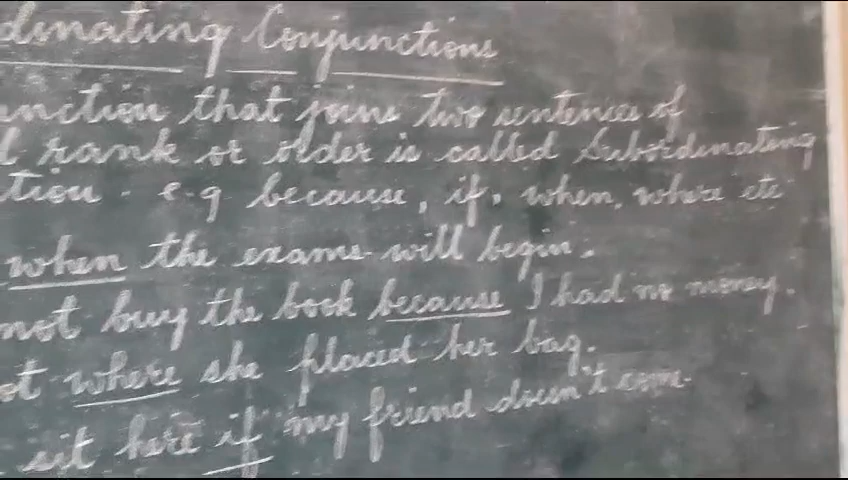 dinating Conjunctions
nction that joins two sentences of
l rank or older is called Subordinating
tion. e.g because, if, when, where etc
when the exams will begin.
not buy the book because I had no money.
ot where she placed her bag.
sit here if my friend doesn't come